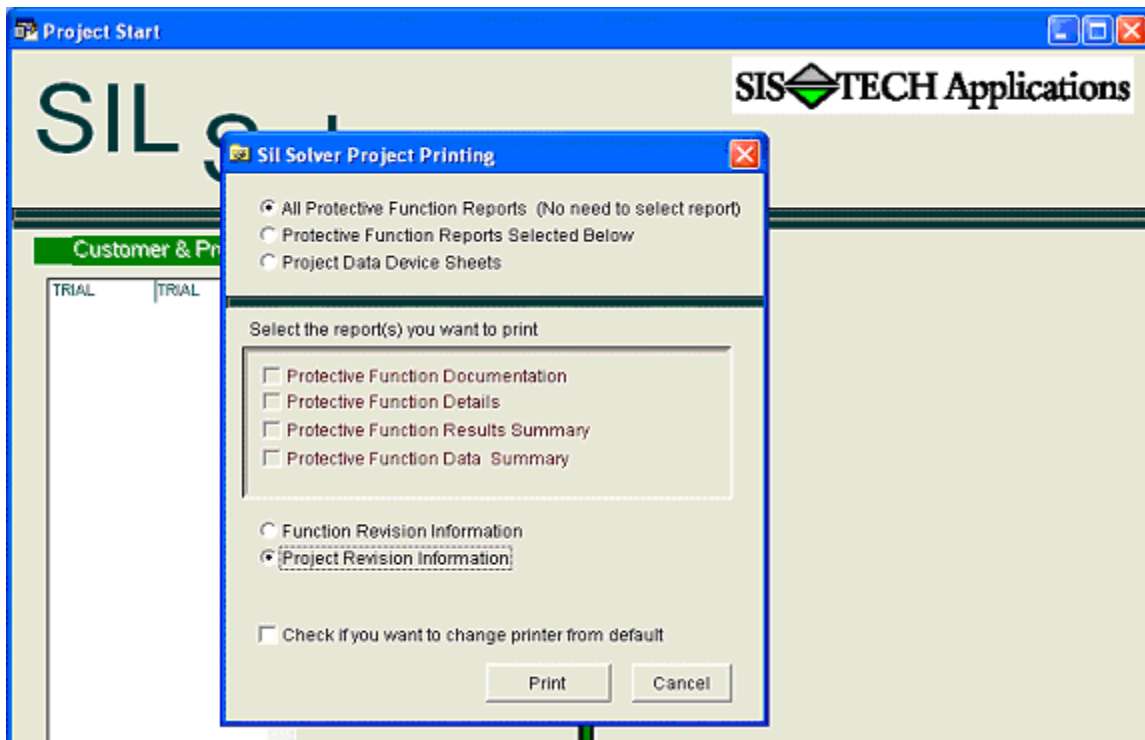 Project Start
SIL
SIS TECH Applications
Sil Solver Project Printing
All Protective Function Reports (No need to select report)
Protective Function Reports Selected Below
Project Data Device Sheets
Customer & Pr
TRIAL TRIAL
Select the report(s) you want to print
Protective Function Documentation
Protective Function Details
Protective Function Results Summary
Protective Function Data Summary
Function Revision Information
Project Revision Information
Check if you want to change printer from default
Print Cancel